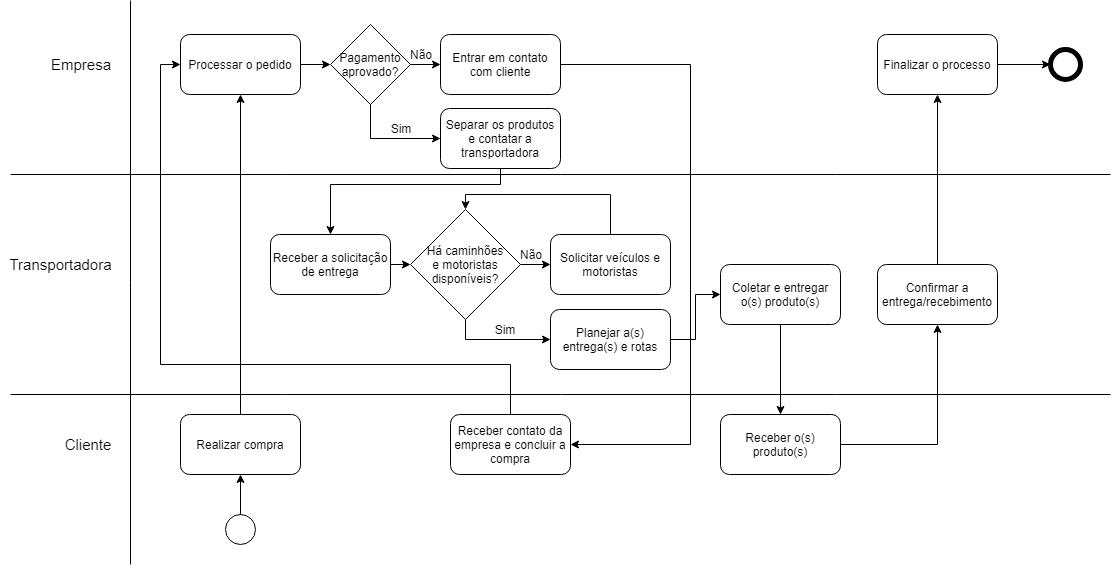 Empresa
Processar o pedido
Pagamento
aprovado?
Não
Entrar em contato
com cliente
Sim
Separar os produtos
e contatar a
transportadora
Finalizar o processo
Transportadora
Receber a solicitação
de entrega
Há caminhões
e motoristas
disponíveis?
Não
Solicitar veículos e
motoristas
Sim
Planejar a(s)
entrega(s) e rotas
Coletar e entregar
o(s) produto(s)
Confirmar a
entrega/recebimento
Cliente
Realizar compra
Receber contato da
empresa e concluir a
compra
Receber o(s)
produto(s)